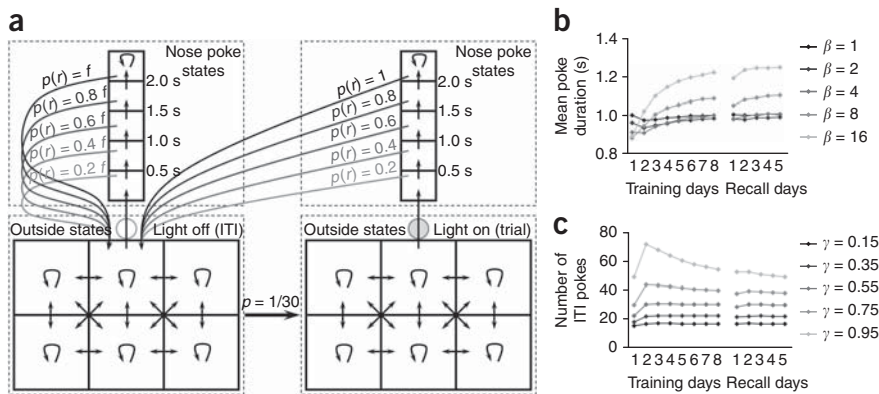 a
Nose poke
states
p(r) = f
p(r) = 0.8 f
p(r) = 0.6 f
p(r) = 0.4 f
p(r) = 0.2 f
2.0 s
1.5 s
1.0 s
0.5 s
Nose poke
states
p(r) = 1
p(r) = 0.8
p(r) = 0.6
p(r) = 0.4
p(r) = 0.2
2.0 s
1.5 s
1.0 s
0.5 s
Outside states
Light off (ITI)
p = 1/30
Outside states
Light on (trial)
b
Mean poke
duration (s)
1.4
1.2
1.0
0.8
1 2 3 4 5 6 7 8 1 2 3 4 5
Training days Recall days
β = 1
β = 2
β = 4
β = 8
β = 16
c
Number of
ITI pokes
80
60
40
20
0
1 2 3 4 5 6 7 8 1 2 3 4 5
Training days Recall days
γ = 0.15
γ = 0.35
γ = 0.55
γ = 0.75
γ = 0.95